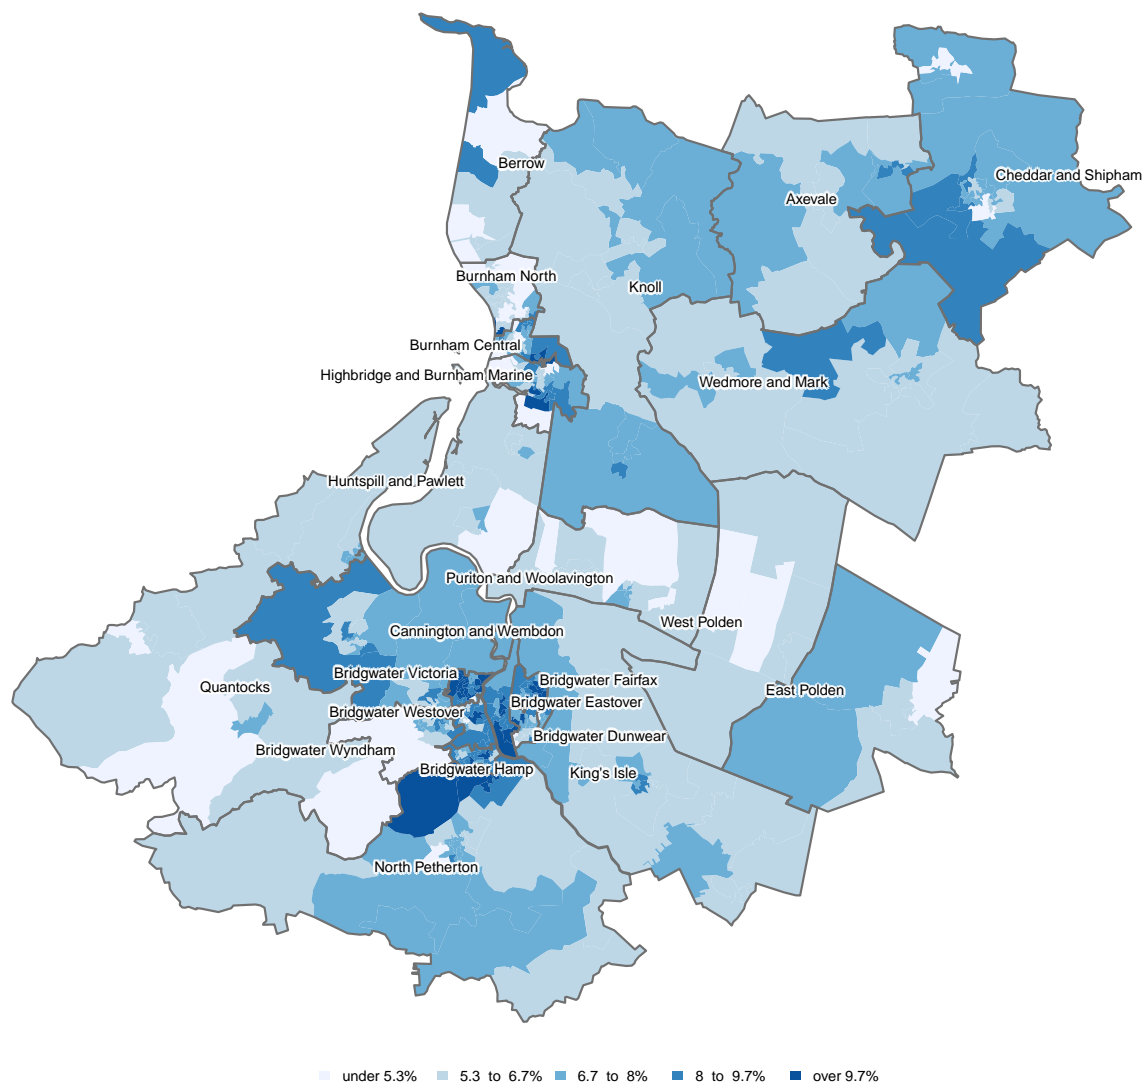 Berrow
Cheddar and Shipham
Axevale
Burnham North
Knoll
Burnham Central
Highbridge and Burnham Marine
Wedmore and Mark
Huntspill and Pawlett
Puriton and Woolavington
West Polden
Cannington and Wembdon
Bridgwater Victoria
Bridgwater Fairfax
Quantocks
East Polden
Bridgwater Eastover
Bridgwater Westover
Bridgwater Dunwear
Bridgwater Wyndham
Bridgwater Hamp
King's Isle
North Petherton
under 5.3% 5.3 to 6.7% 6.7 to 8% 8 to 9.7% over 9.7%